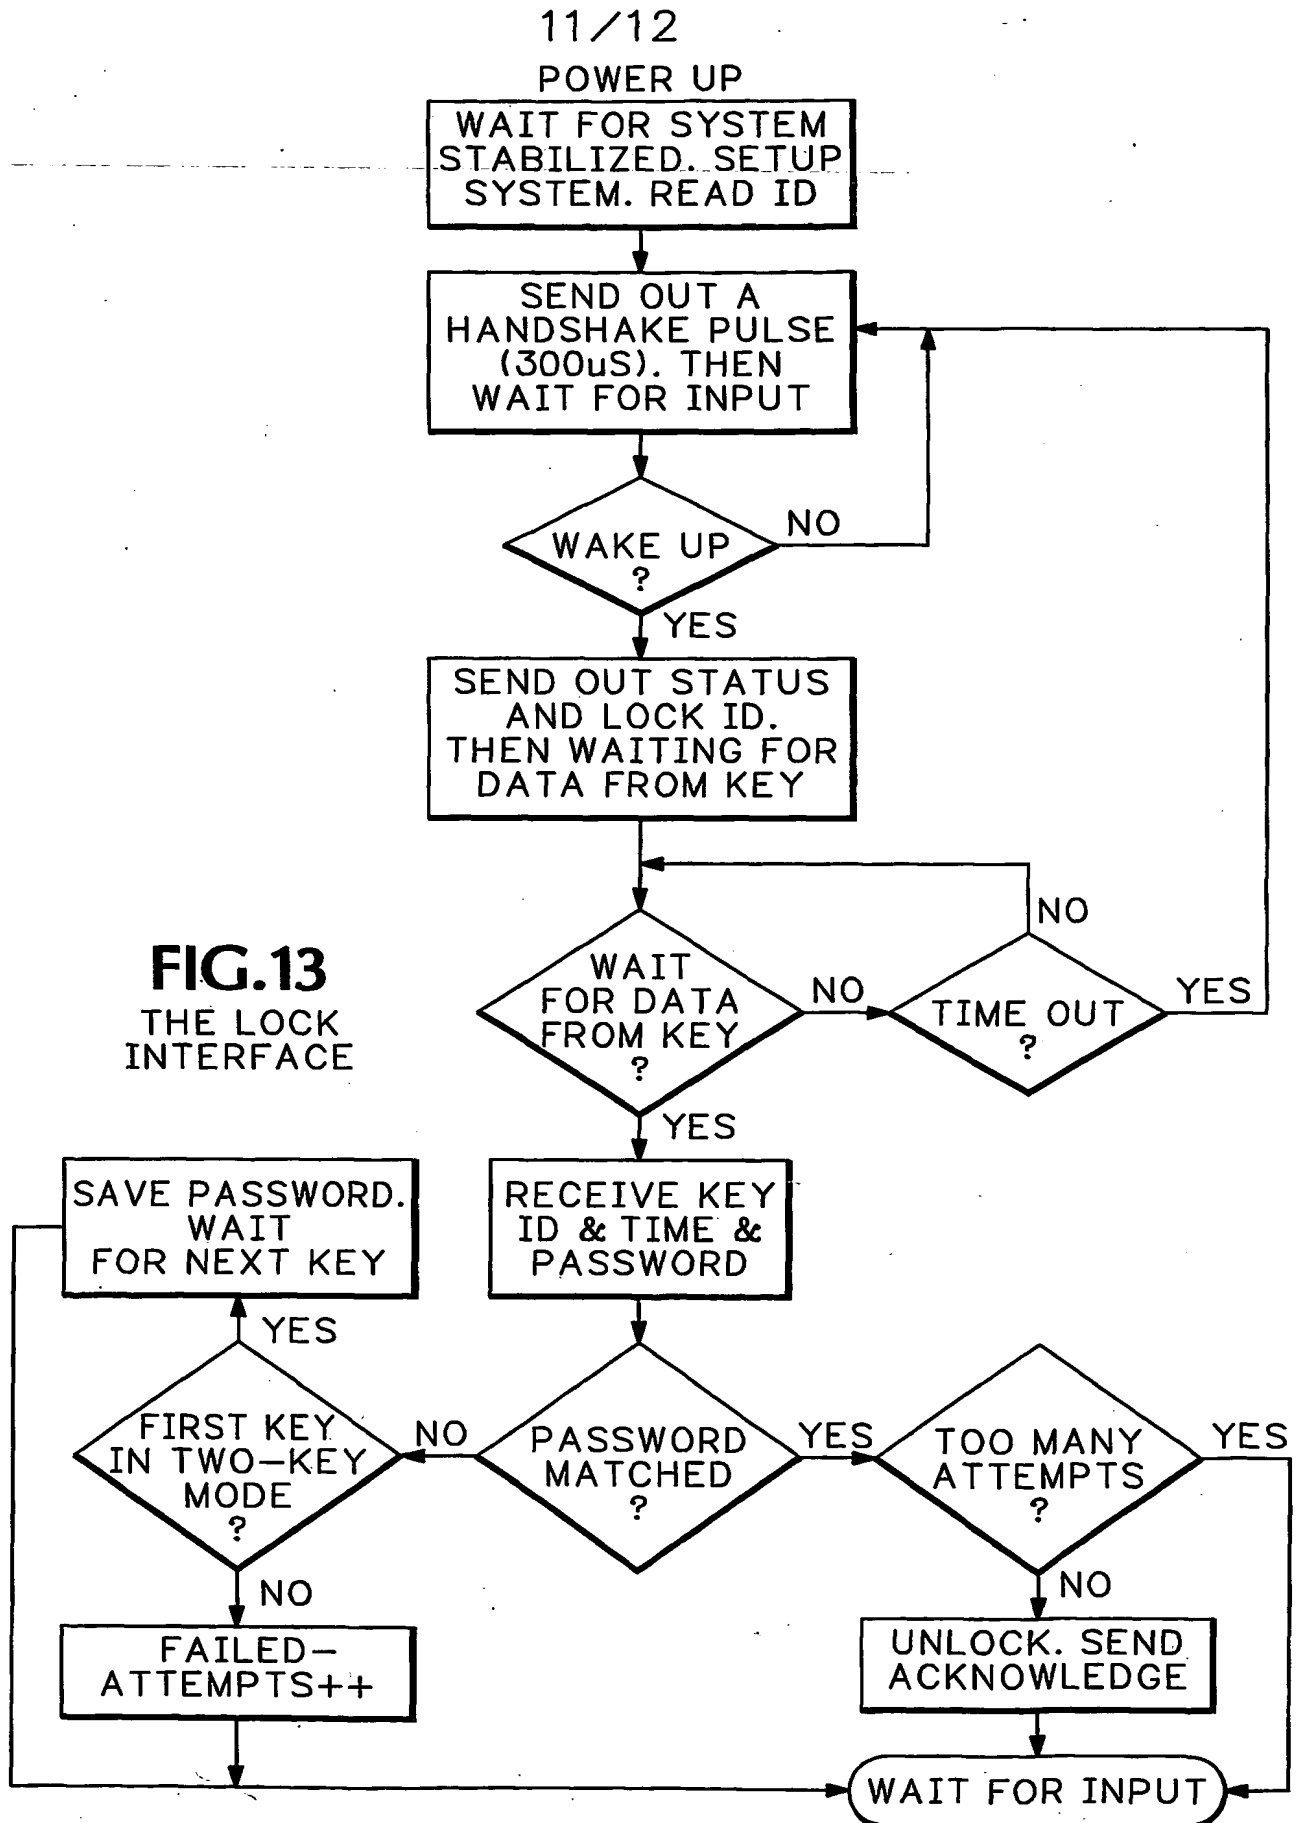 11/12
POWER UP
WAIT FOR SYSTEM
STABILIZED. SETUP
SYSTEM. READ ID
SEND OUT A
HANDSHAKE PULSE
(300uS). THEN
WAIT FOR INPUT
WAKE UP
?
NO
YES
SEND OUT STATUS
AND LOCK ID.
THEN WAITING FOR
DATA FROM KEY
WAIT
FOR DATA
FROM KEY
?
NO
TIME OUT
?
NO
YES
YES
FIG.13
THE LOCK
INTERFACE
RECEIVE KEY
ID & TIME &
PASSWORD
SAVE PASSWORD.
WAIT
FOR NEXT KEY
YES
FIRST KEY
IN TWO-KEY
MODE
?
NO
PASSWORD
MATCHED
?
YES
TOO MANY
ATTEMPTS
?
YES
NO
FAILED-
ATTEMPTS++
NO
UNLOCK. SEND
ACKNOWLEDGE
WAIT FOR INPUT